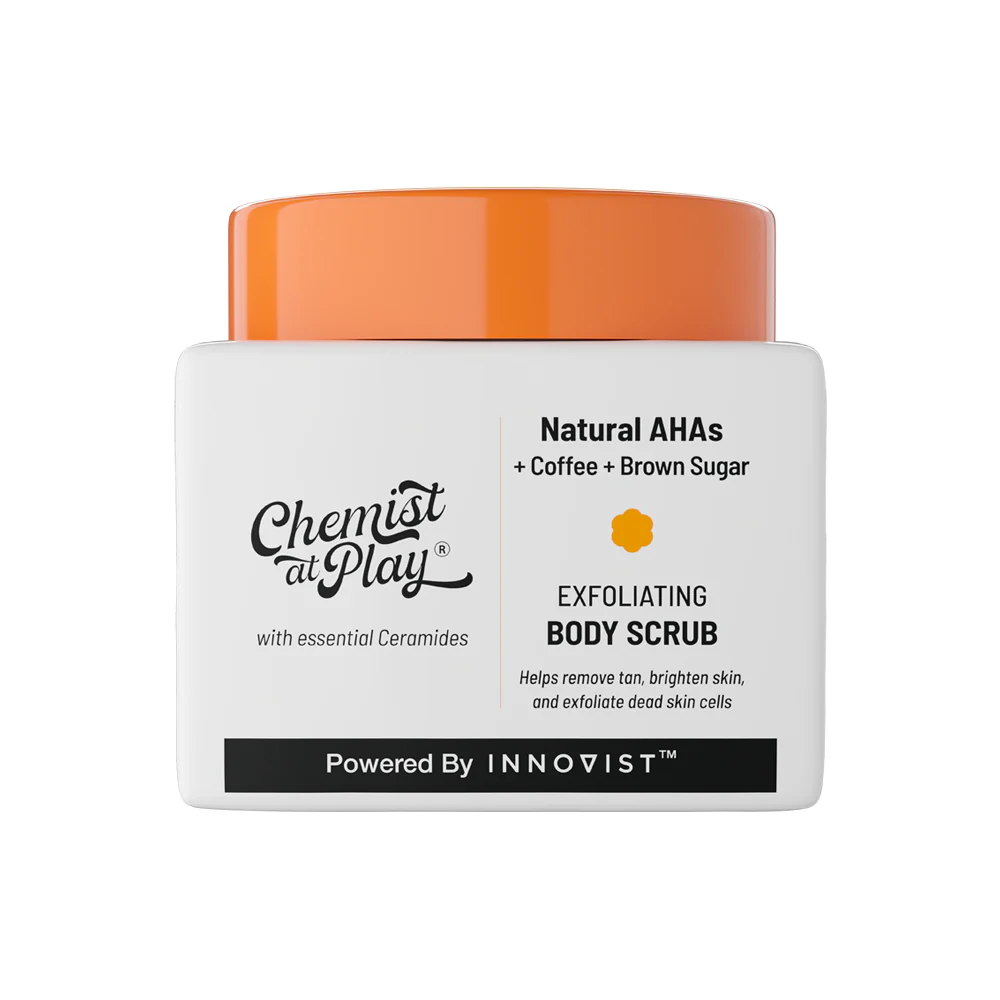 Chemist
at Play®
with essential Ceramides
Natural AHAs
+ Coffee + Brown Sugar
EXFOLIATING
BODY SCRUB
Helps remove tan, brighten skin,
and exfoliate dead skin cells
Powered By INNOVIST™